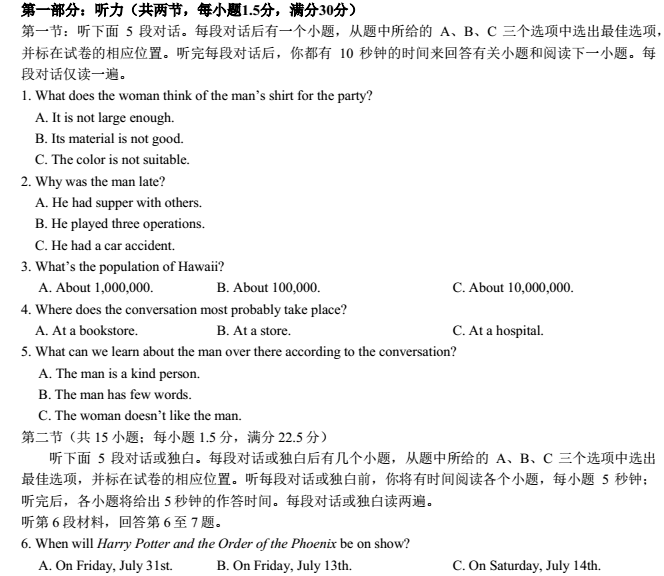 第一部分：听力（共两节，每小题1.5分，满分30分）
第一节：听下面 5 段对话。每段对话后有一个小题，从题中所给的 A、B、C 三个选项中选出最佳选项，
并标在试卷的相应位置。听完每段对话后，你都有 10 秒钟的时间来回答有关小题和阅读下一小题。每
段对话仅读一遍。
1. What does the woman think of the man’s shirt for the party?
A. It is not large enough.
B. Its material is not good.
C. The color is not suitable.
2. Why was the man late?
A. He had supper with others.
B. He played three operations.
C. He had a car accident.
3. What’s the population of Hawaii?
A. About 1,000,000. B. About 100,000. C. About 10,000,000.
4. Where does the conversation most probably take place?
A. At a bookstore. B. At a store. C. At a hospital.
5. What can we learn about the man over there according to the conversation?
A. The man is a kind person.
B. The man has few words.
C. The woman doesn’t like the man.
第二节（共 15 小题；每小题 1.5 分，满分 22.5 分）
听下面 5 段对话或独白。每段对话或独白后有几个小题，从题中所给的 A、B、C 三个选项中选出
最佳选项，并标在试卷的相应位置。听每段对话或独白前，你将有时间阅读各个小题，每小题 5 秒钟；
听完后，各小题将给出 5 秒钟的作答时间。每段对话或独白读两遍。
听第 6 段材料，回答第 6 至 7 题。
6. When will Harry Potter and the Order of the Phoenix be on show?
A. On Friday, July 31st. B. On Friday, July 13th. C. On Saturday, July 14th.